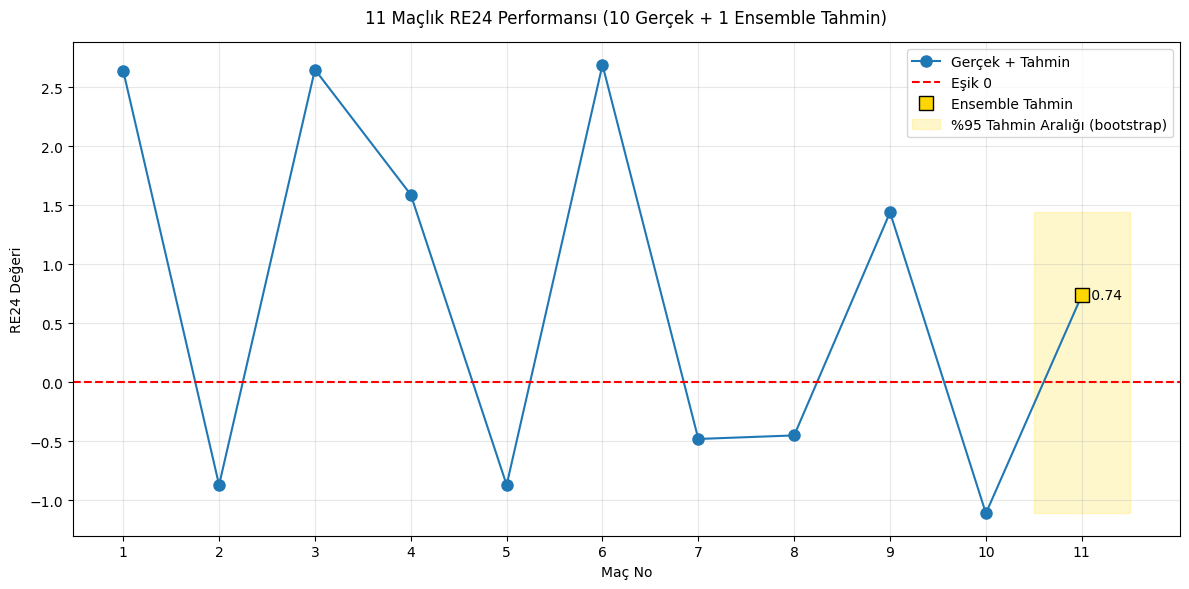 11 Maçlık RE24 Performansı (10 Gerçek + 1 Ensemble Tahmin)
Gerçek + Tahmin
Eşik 0
Ensemble Tahmin
%95 Tahmin Aralığı (bootstrap)
RE24 Değeri
2.5
2.0
1.5
1.0
0.5
0.0
−0.5
−1.0
0.74
1 2 3 4 5 6 7 8 9 10 11
Maç No